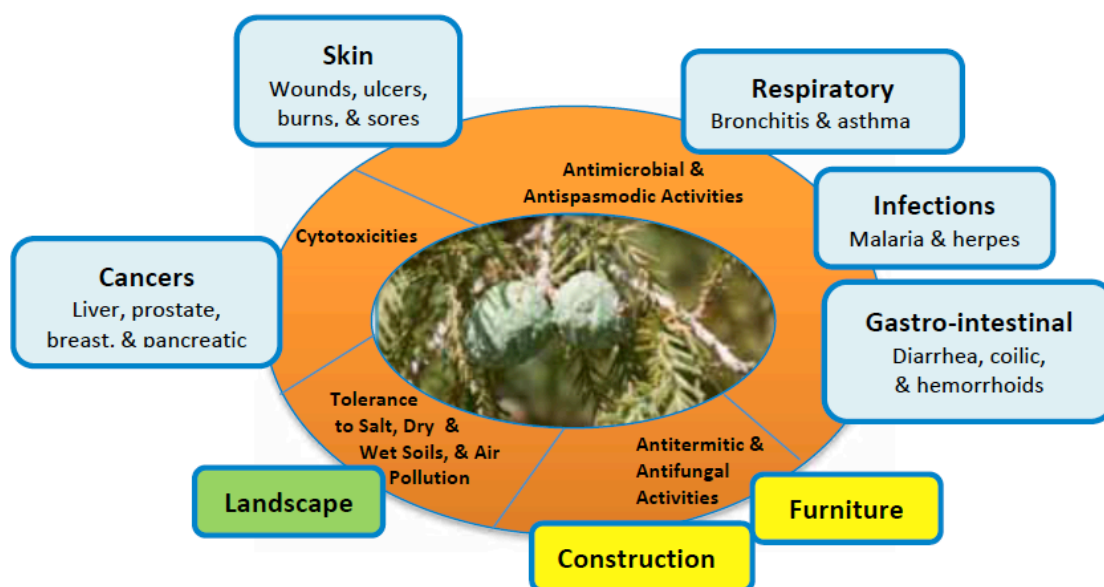 Skin
Wounds, ulcers,
burns, & sores
Respiratory
Bronchitis & asthma
Antimicrobial &
Antispasmodic Activities
Infections
Malaria & herpes
Cytotoxicities
Cancers
Liver, prostate,
breast, & pancreatic
Gastro-intestinal
Diarrhea, coilic,
& hemorrhoids
Tolerance
to Salt, Dry &
Wet Soils, & Air
Pollution
Antitermitic &
Antifungal
Activities
Landscape
Furniture
Construction